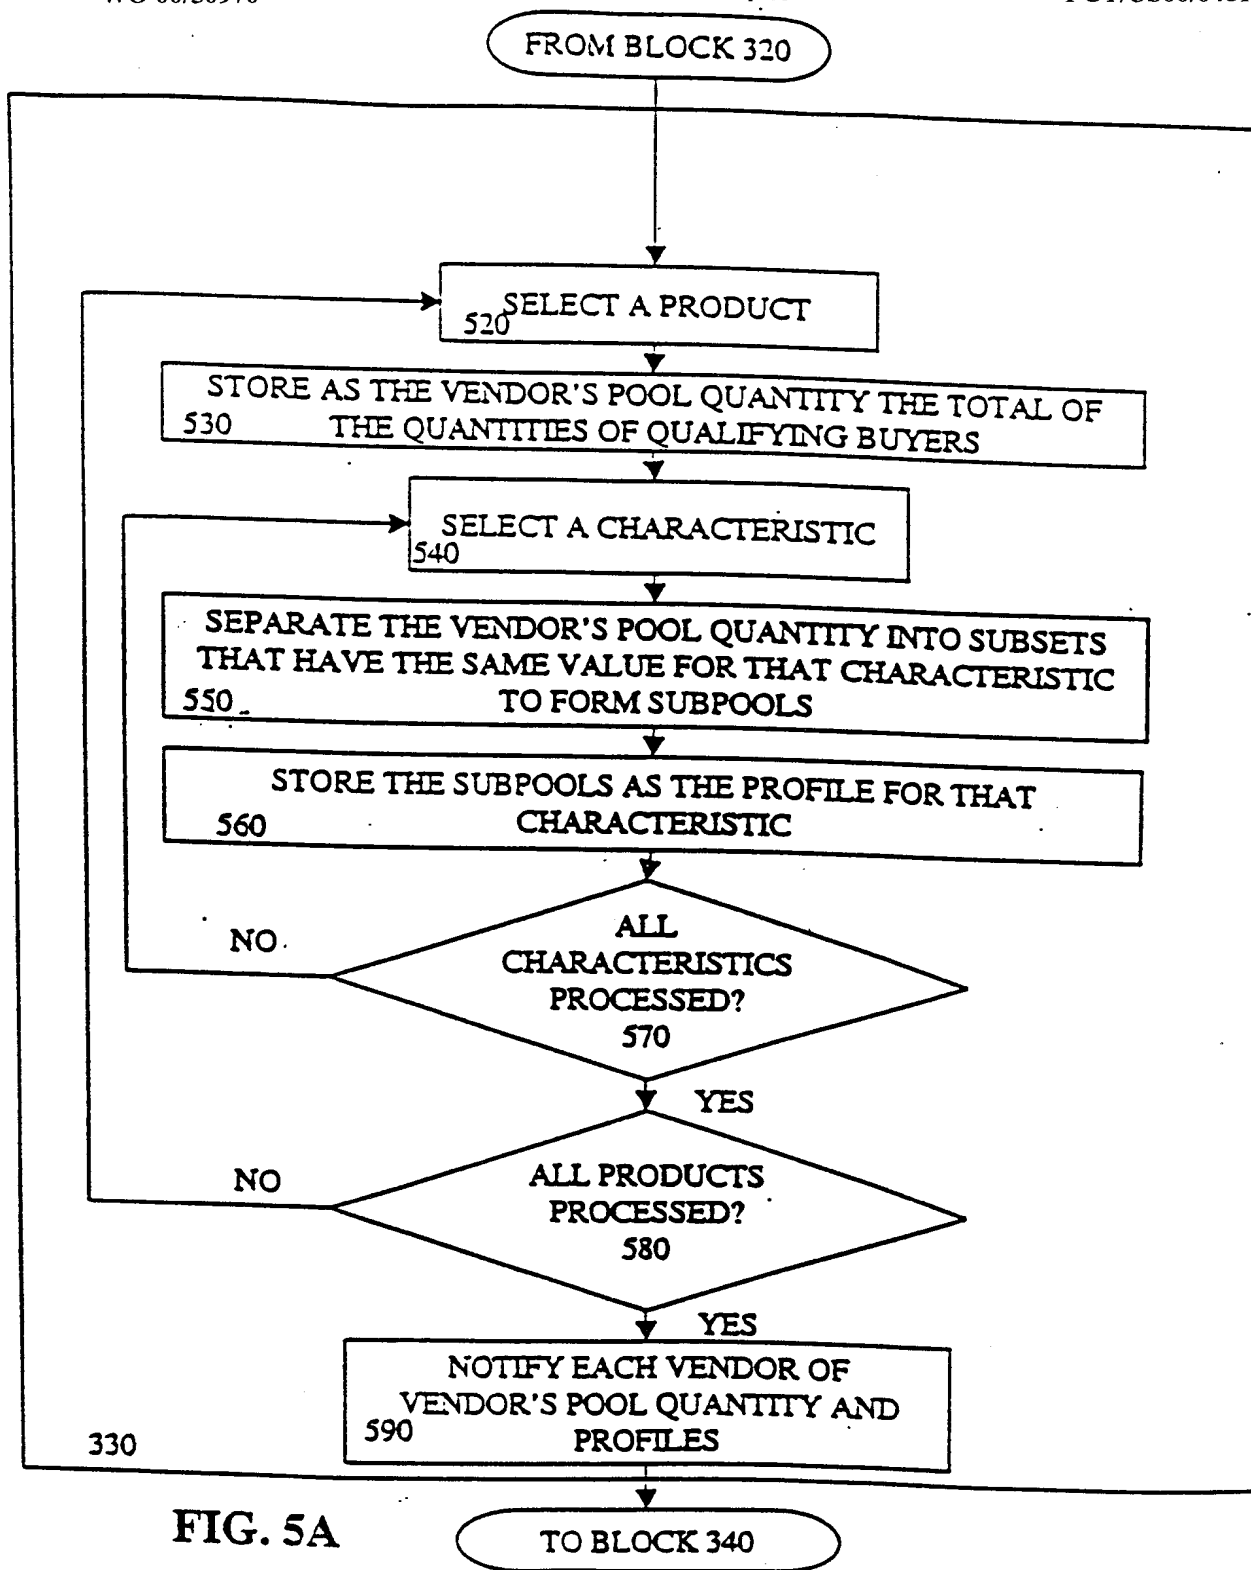 FROM BLOCK 320
SELECT A PRODUCT
520
STORE AS THE VENDOR'S POOL QUANTITY THE TOTAL OF
530 THE QUANTITIES OF QUALIFYING BUYERS
SELECT A CHARACTERISTIC
540
SEPARATE THE VENDOR'S POOL QUANTITY INTO SUBSETS
THAT HAVE THE SAME VALUE FOR THAT CHARACTERISTIC
550 TO FORM SUBPOOLS
STORE THE SUBPOOLS AS THE PROFILE FOR THAT
560 CHARACTERISTIC
NO
ALL
CHARACTERISTICS
PROCESSED?
570
YES
NO
ALL PRODUCTS
PROCESSED?
580
YES
NOTIFY EACH VENDOR OF
VENDOR'S POOL QUANTITY AND
590 PROFILES
330
FIG. 5A
TO BLOCK 340